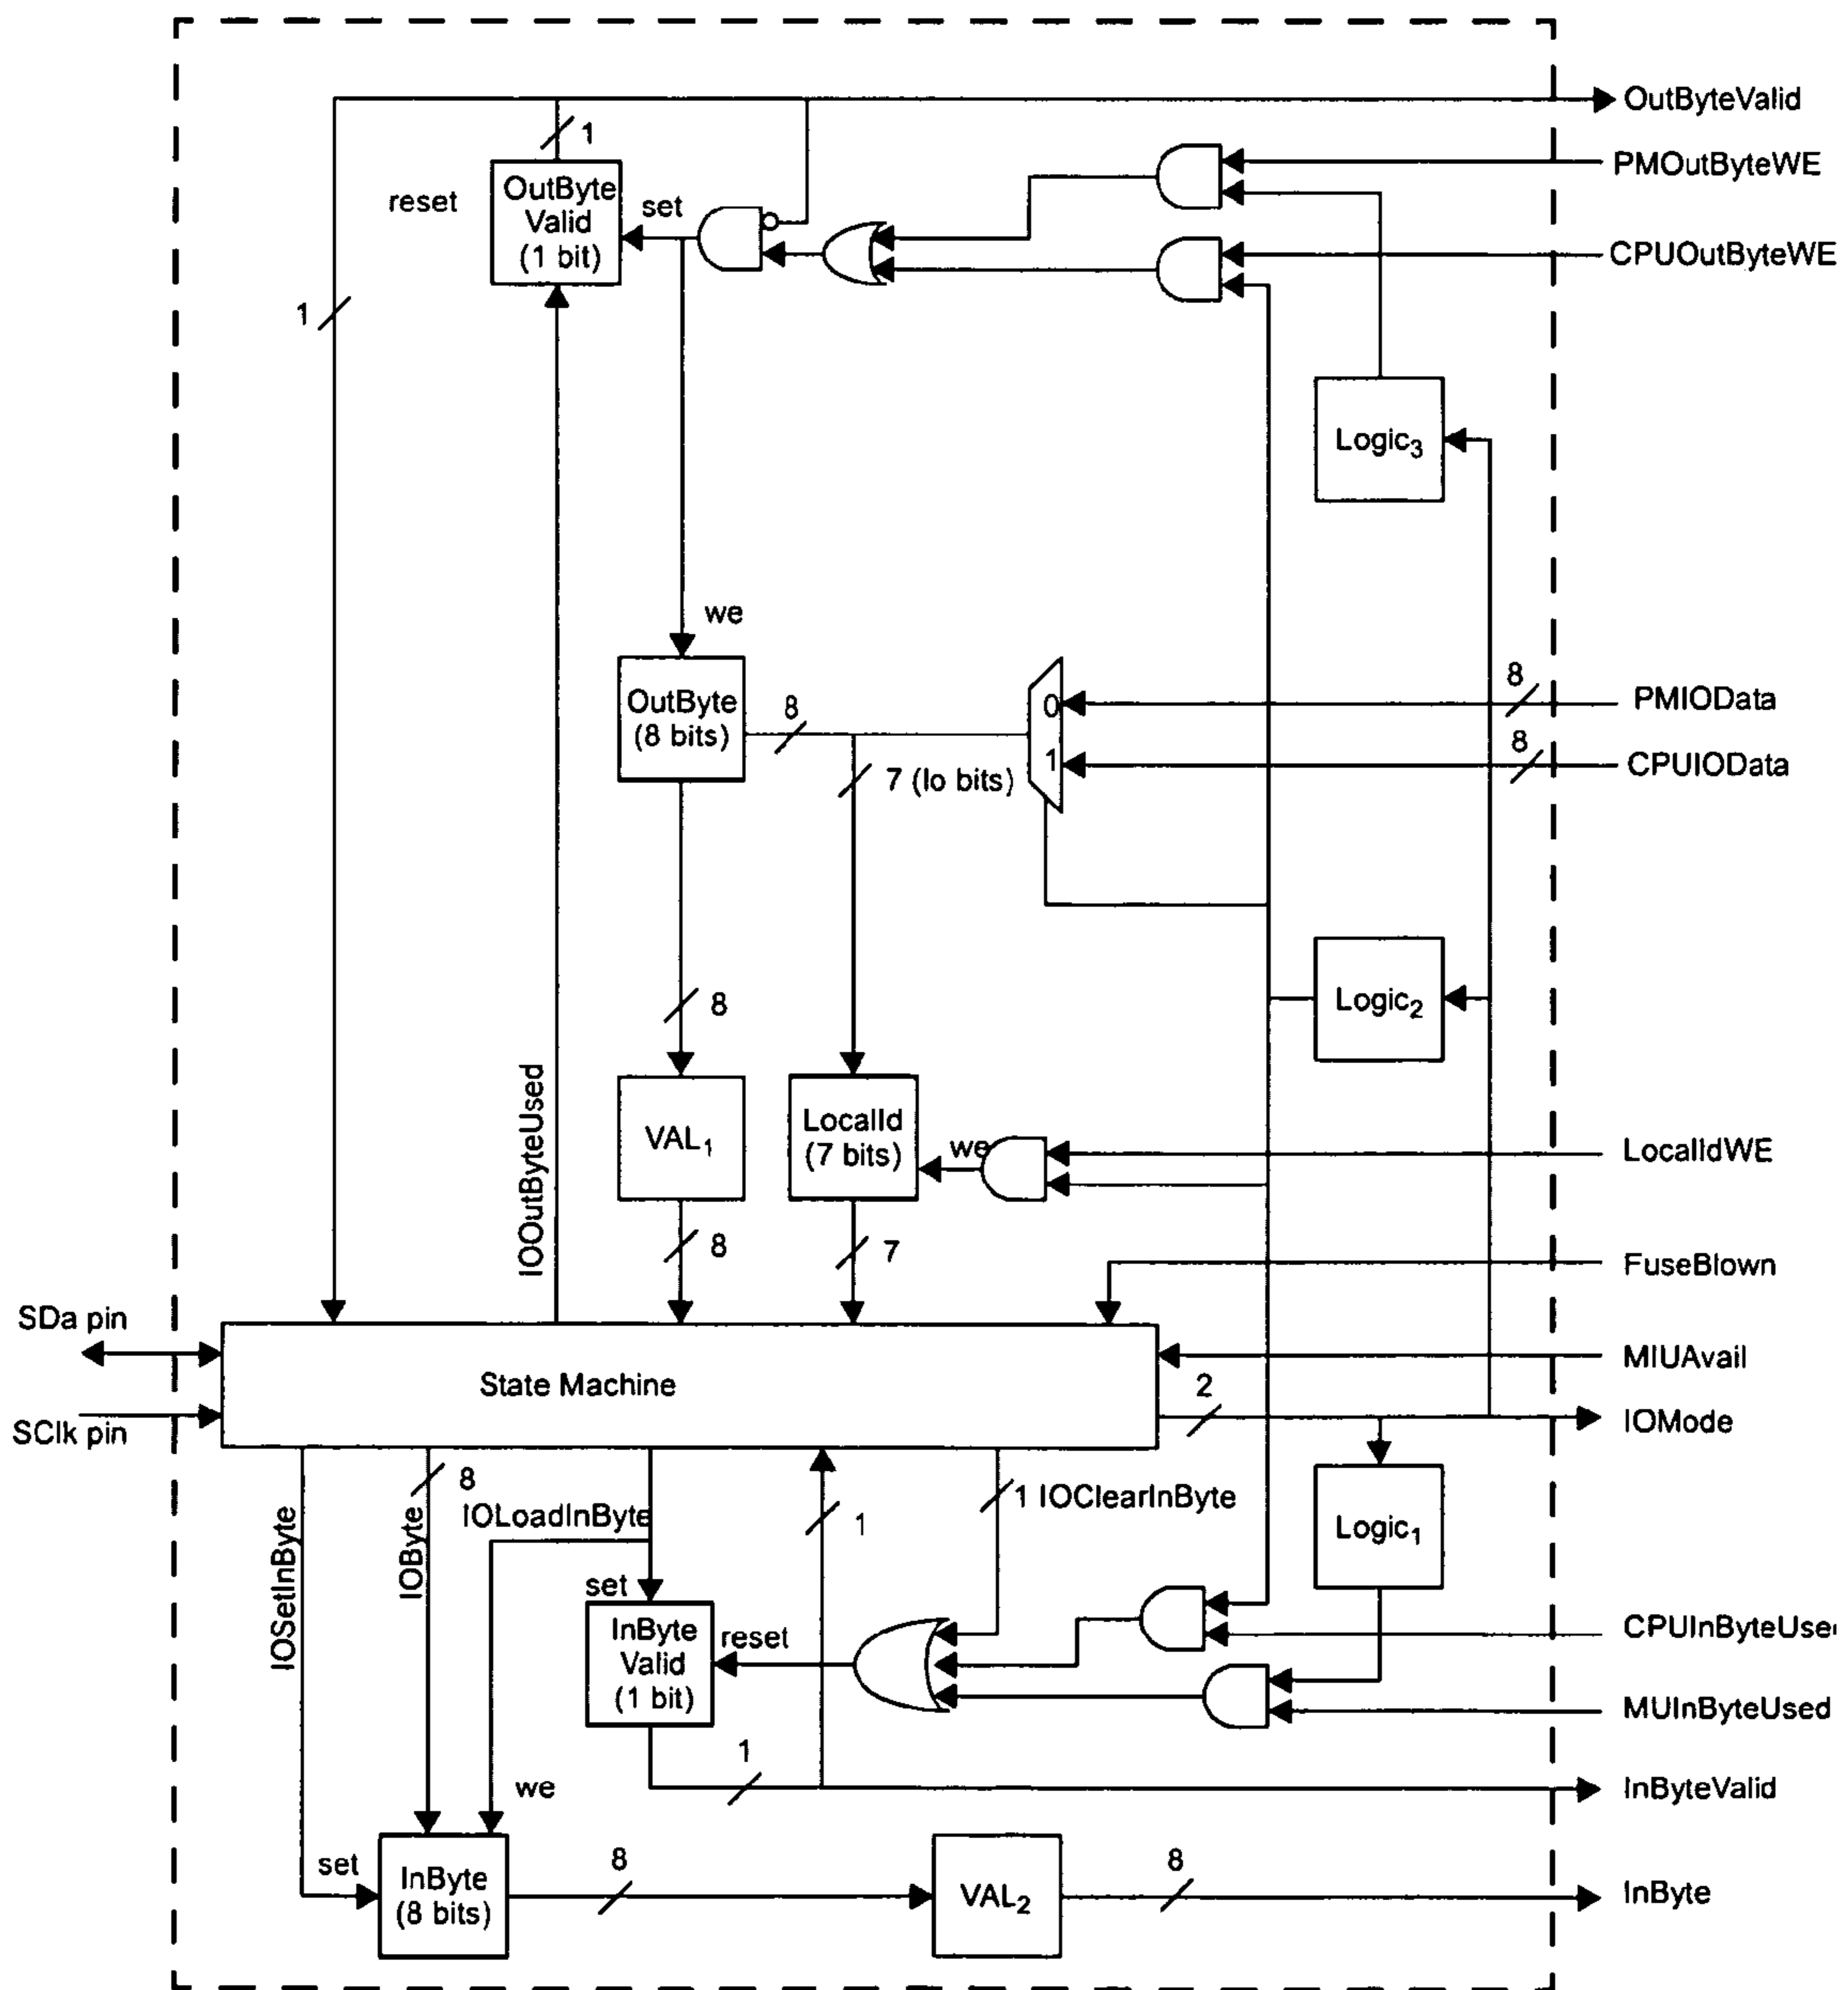 OutByteValid
1
PMOutByteWE
reset
OutByte
Valid
(1 bit)
set
CPUOutByteWE
1
Logic3
we
OutByte
(8 bits)
8
7 (lo bits)
0
1
8
PMIOData
8
CPUIOData
8
Logic2
IOOutByteUsed
VAL1
LocalId
(7 bits)
we
LocalIdWE
8
7
FuseBlown
SDa pin
State Machine
MIUAvail
2
IOMode
SClk pin
IOSetInByte
IOByte
8
IOLoadInByte
1
1 IOClearInByte
Logic1
set
InByte
Valid
(1 bit)
reset
CPUInByteUse
MUInByteUsed
1
InByteValid
we
set
InByte
(8 bits)
8
VAL2
8
InByte